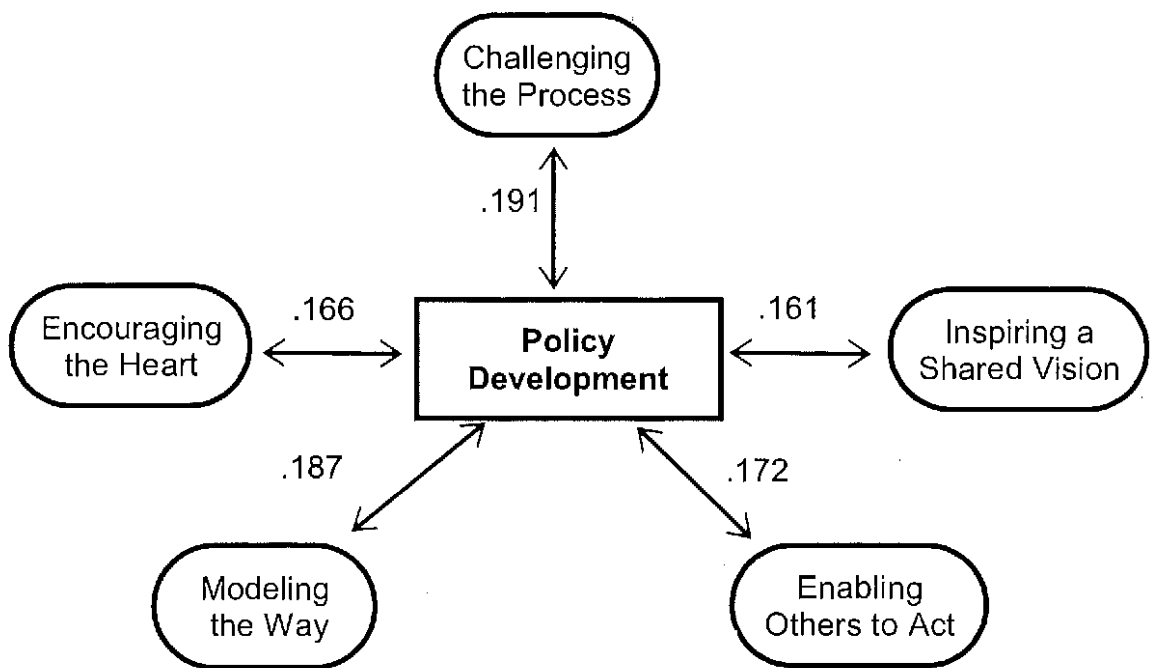 Challenging
the Process
.191
Encouraging
the Heart
.166
Policy
Development
.161
Inspiring a
Shared Vision
.187
.172
Modeling
the Way
Enabling
Others to Act